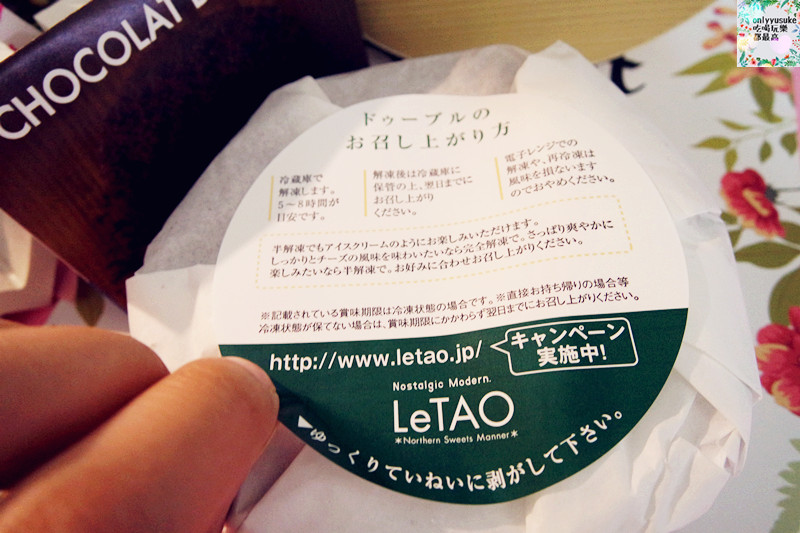 onlyyusuke
吃喝玩樂
都最高
CHOCOLAT
ドゥーブルの
お召し上がり方
冷蔵庫で
解凍します。
5～8時間が
目安です。
解凍後は冷蔵庫に
保管の上、翌日までに
お召し上がり
ください。
電子レンジでの
解凍や、再冷凍は
風味を損ないます
のでおやめください。
半解凍でもアイスクリームのようにお楽しみいただけます。
しっかりとチーズの風味を味わいたいなら完全解凍で。さっぱり爽やかに
楽しみたいなら半解凍で。お好みに合わせお召し上がりください。
※記載されている賞味期限は冷凍状態の場合です。※直接お持ち帰りの場合等
冷凍状態が保てない場合は、賞味期限にかかわらず翌日までにお召し上がりください。
http://www.letao.jp/
キャンペーン
実施中!
Nostalgic Modern.
LeTAO
*Northern Sweets Manner*
▼ゆっくりていねいに剥がして下さい。